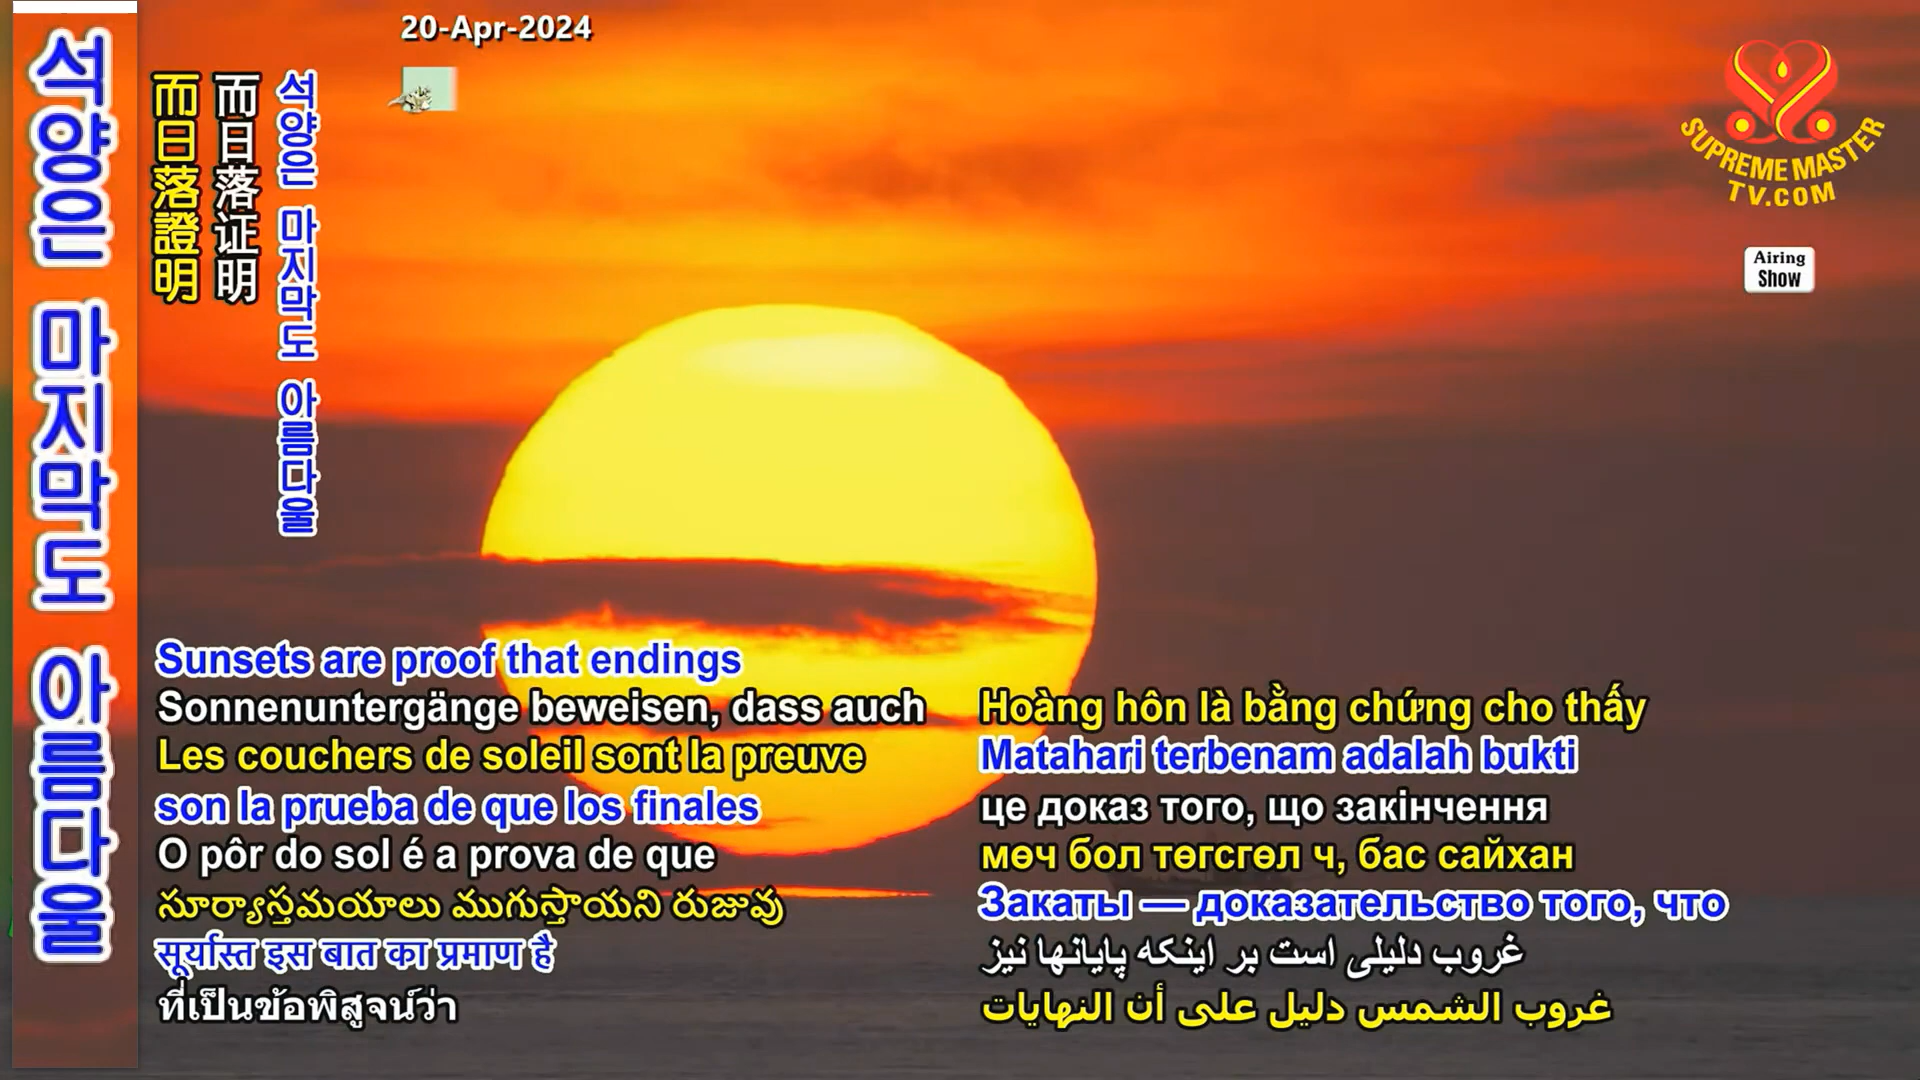 20-Apr-2024
석양은 마지막도 아름다울
而日落證明
而日落证明
석양은 마지막도 아름다울
SUPREME MASTER
TV.COM
Airing
Show
Sunsets are proof that endings
Sonnenuntergänge beweisen, dass auch
Les couchers de soleil sont la preuve
son la prueba de que los finales
O pôr do sol é a prova de que
సూర్యాస్తమయాలు ముగుస్తాయని రుజువు
सूर्यास्त इस बात का प्रमाण है
ที่เป็นข้อพิสูจน์ว่า
Hoàng hôn là bằng chứng cho thấy
Matahari terbenam adalah bukti
це доказ того, що закінчення
мөч бол төгсгөл ч, бас сайхан
Закаты — доказательство того, что
غروب دلیلی است بر اینکه پایانها نیز
غروب الشمس دليل على أن النهايات